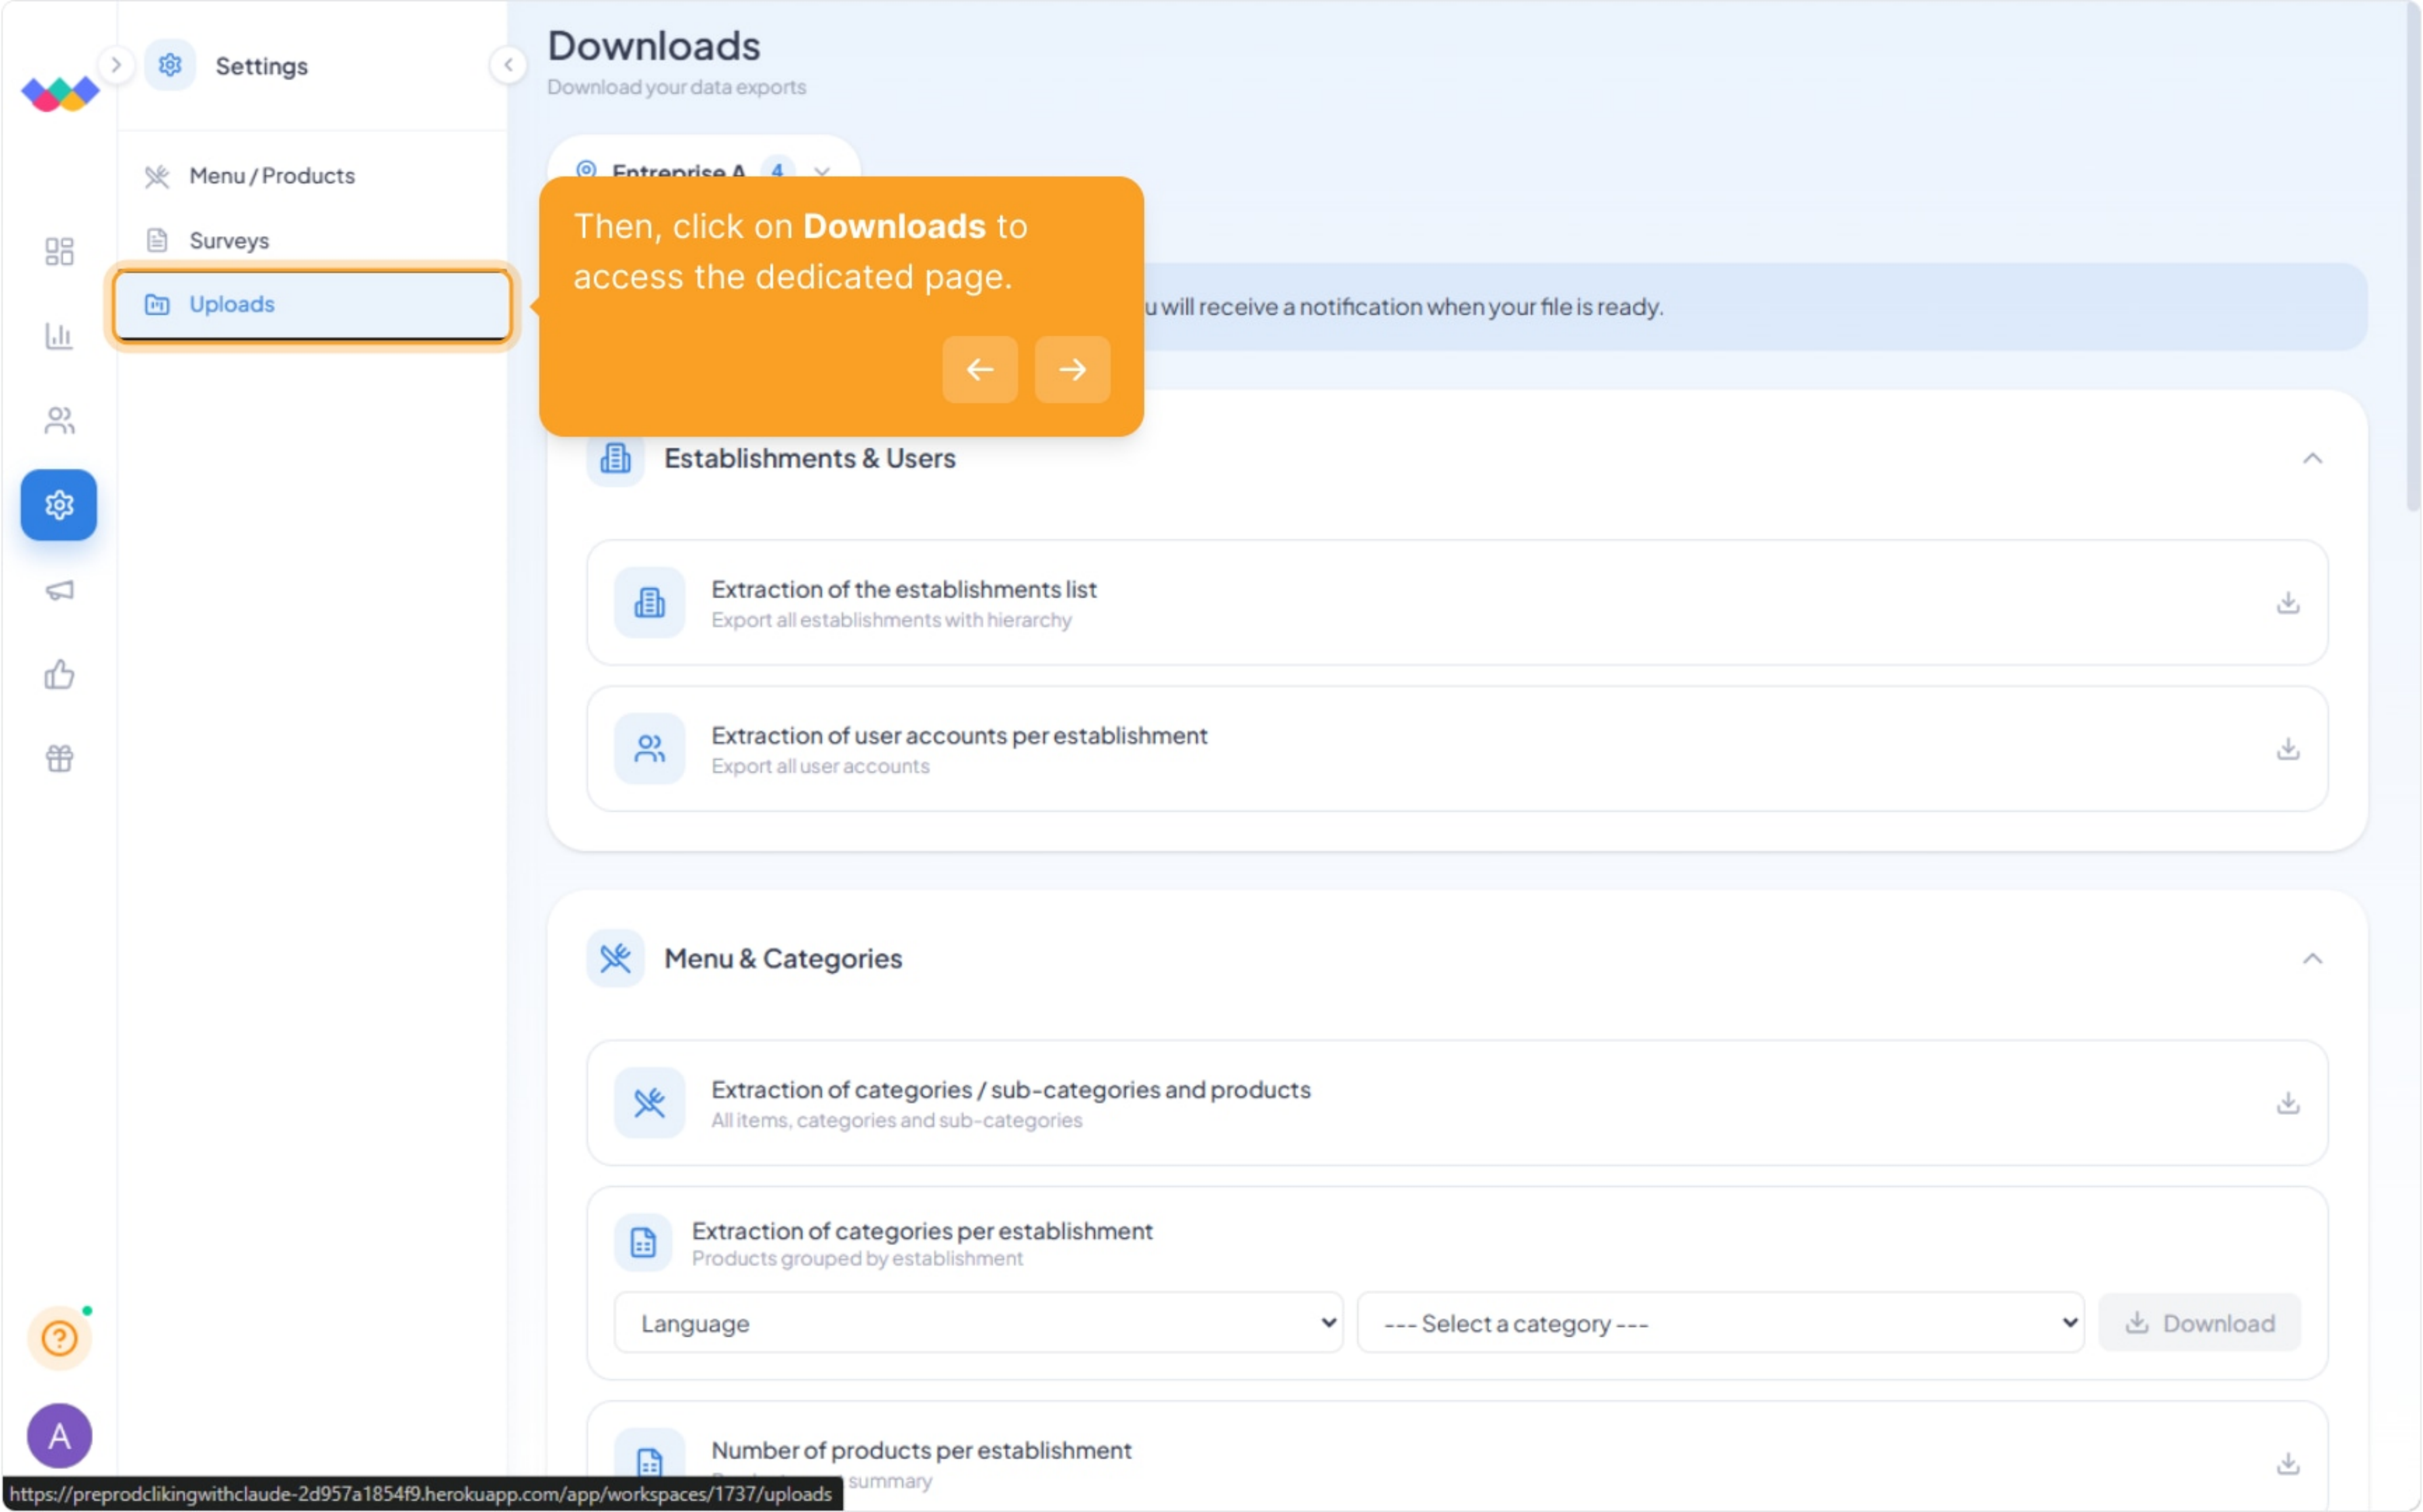 Settings
Menu / Products
Surveys
Uploads
Downloads
Download your data exports
Entreprise A 4
Then, click on Downloads to
access the dedicated page.
will receive a notification when your file is ready.
Establishments & Users
Extraction of the establishments list
Export all establishments with hierarchy
Extraction of user accounts per establishment
Export all user accounts
Menu & Categories
Extraction of categories / sub-categories and products
All items, categories and sub-categories
Extraction of categories per establishment
Products grouped by establishment
Language
--- Select a category ---
Download
Number of products per establishment
summary
A
https://preprodclikingwithclaude-2d957a1854f9.herokuapp.com/app/workspaces/1737/uploads